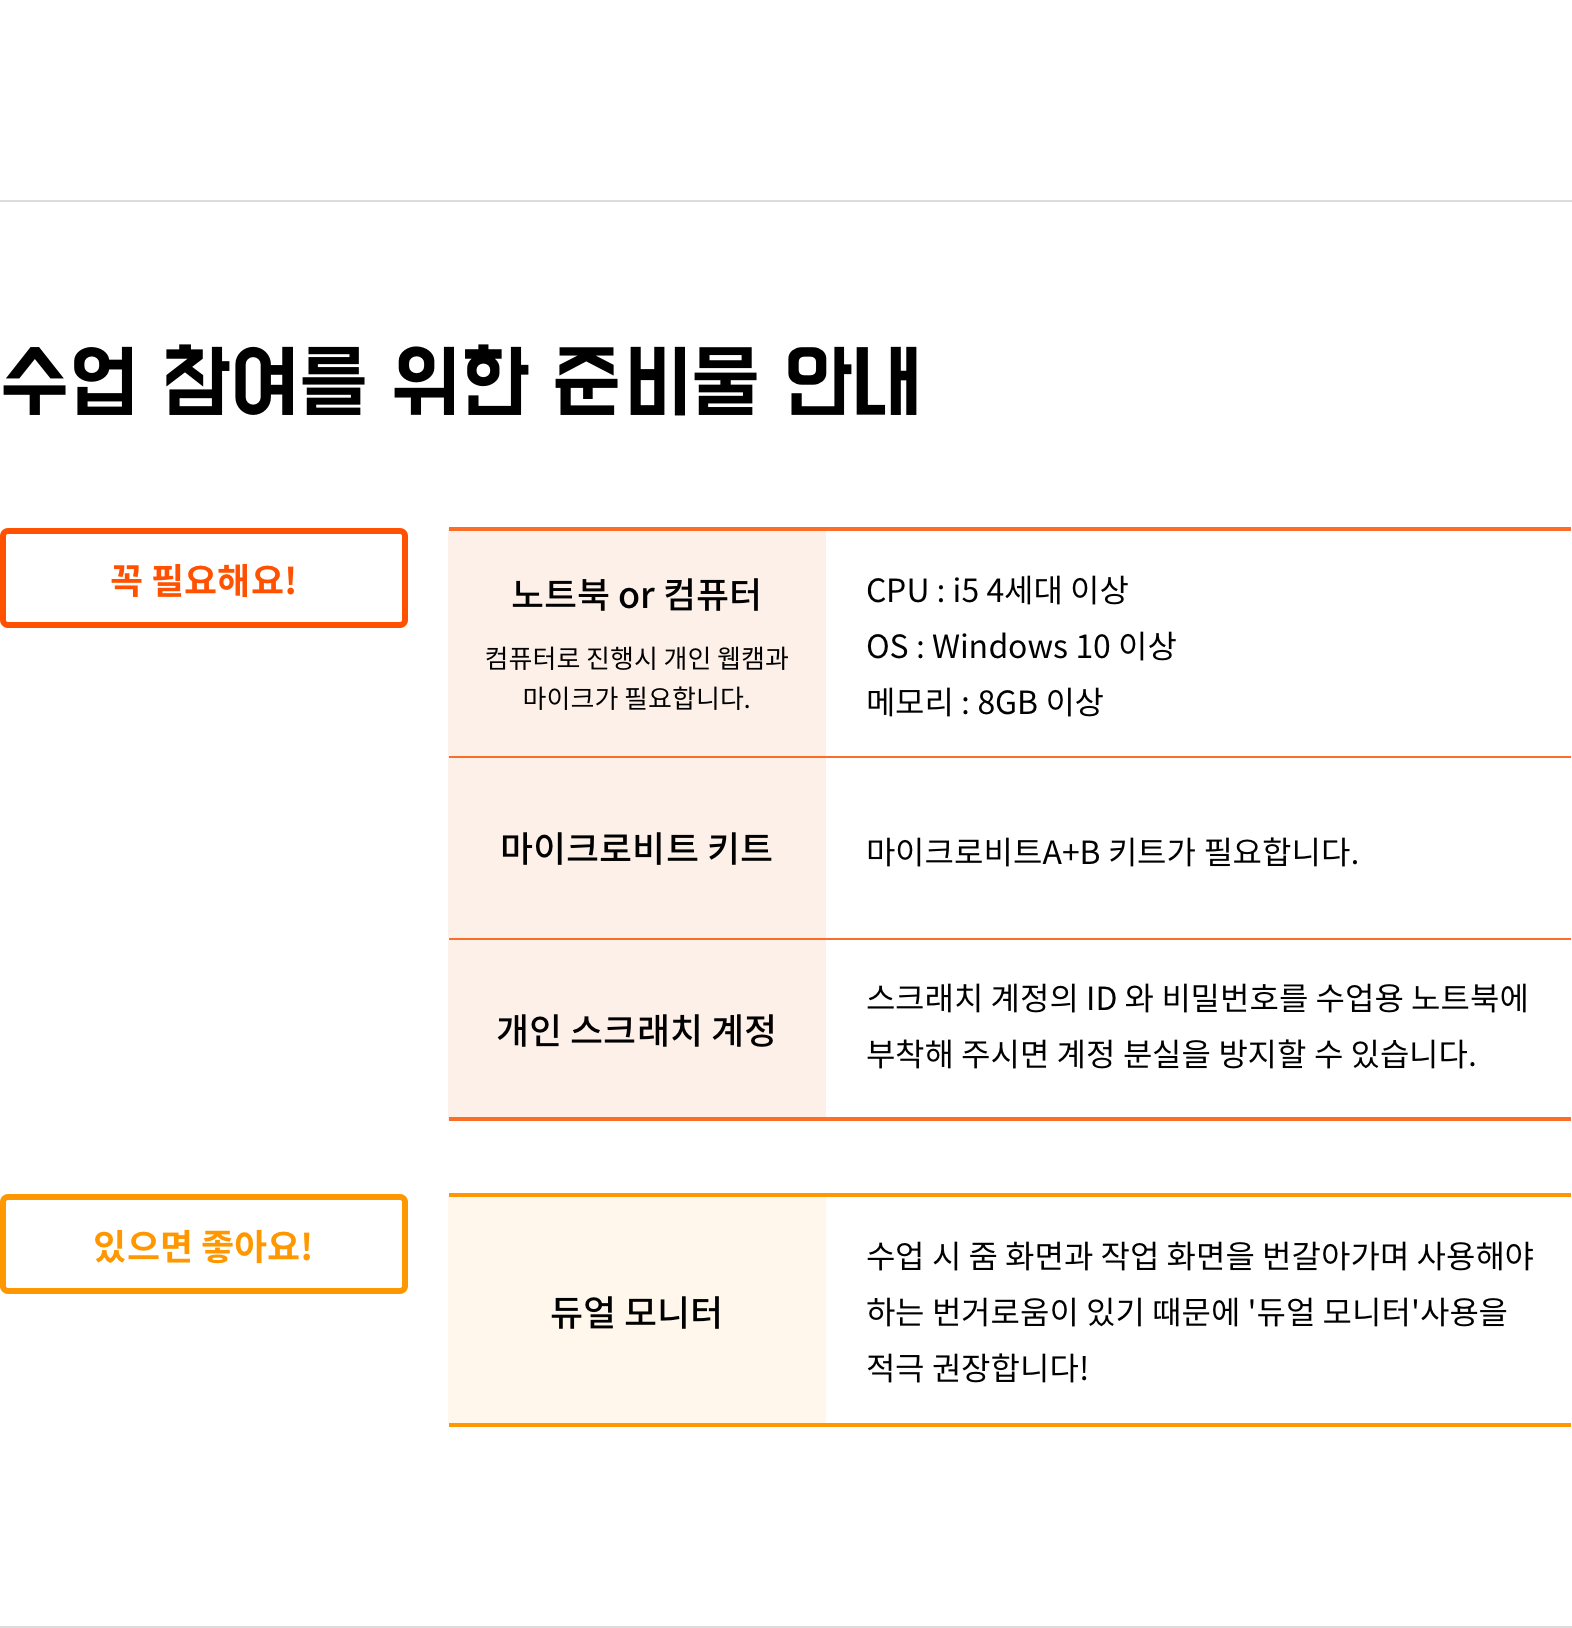 수업 참여를 위한 준비물 안내
꼭 필요해요!
노트북 or 컴퓨터
컴퓨터로 진행시 개인 웹캠과
마이크가 필요합니다.
CPU : i5 4세대 이상
OS : Windows 10 이상
메모리 : 8GB 이상
마이크로비트 키트
마이크로비트A+B 키트가 필요합니다.
개인 스크래치 계정
스크래치 계정의 ID 와 비밀번호를 수업용 노트북에
부착해 주시면 계정 분실을 방지할 수 있습니다.
있으면 좋아요!
듀얼 모니터
수업 시 줌 화면과 작업 화면을 번갈아가며 사용해야
하는 번거로움이 있기 때문에 '듀얼 모니터'사용을
적극 권장합니다!